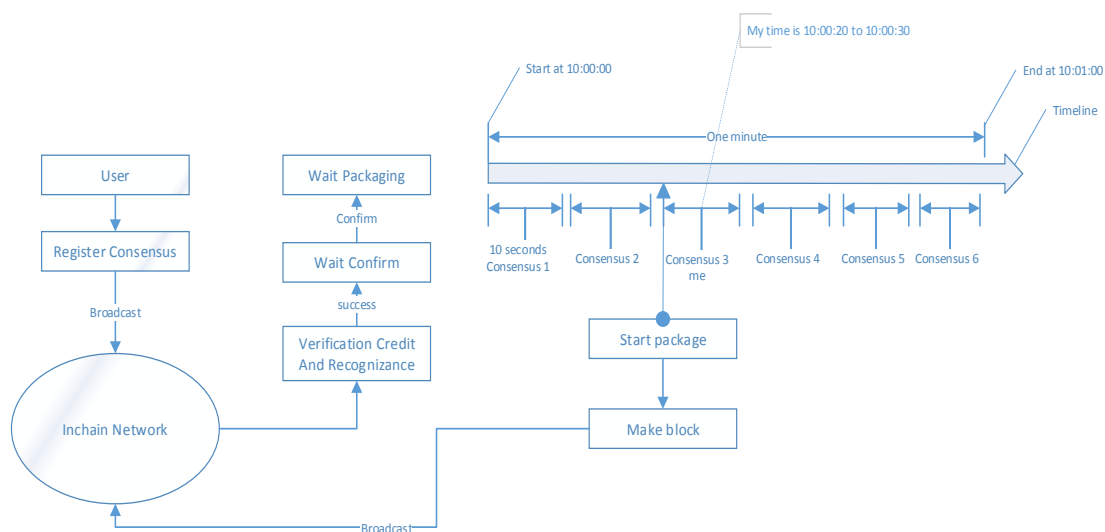 My time is 10:00:20 to 10:00:30
Start at 10:00:00
End at 10:01:00
Timeline
One minute
User
Wait Packaging
Confirm
Register Consensus
Wait Confirm
10 seconds
Consensus 1
Consensus 2
Consensus 3
me
Consensus 4
Consensus 5
Consensus 6
Broadcast
success
Verification Credit
And Recognizance
Start package
Inchain Network
Make block
Broadcast